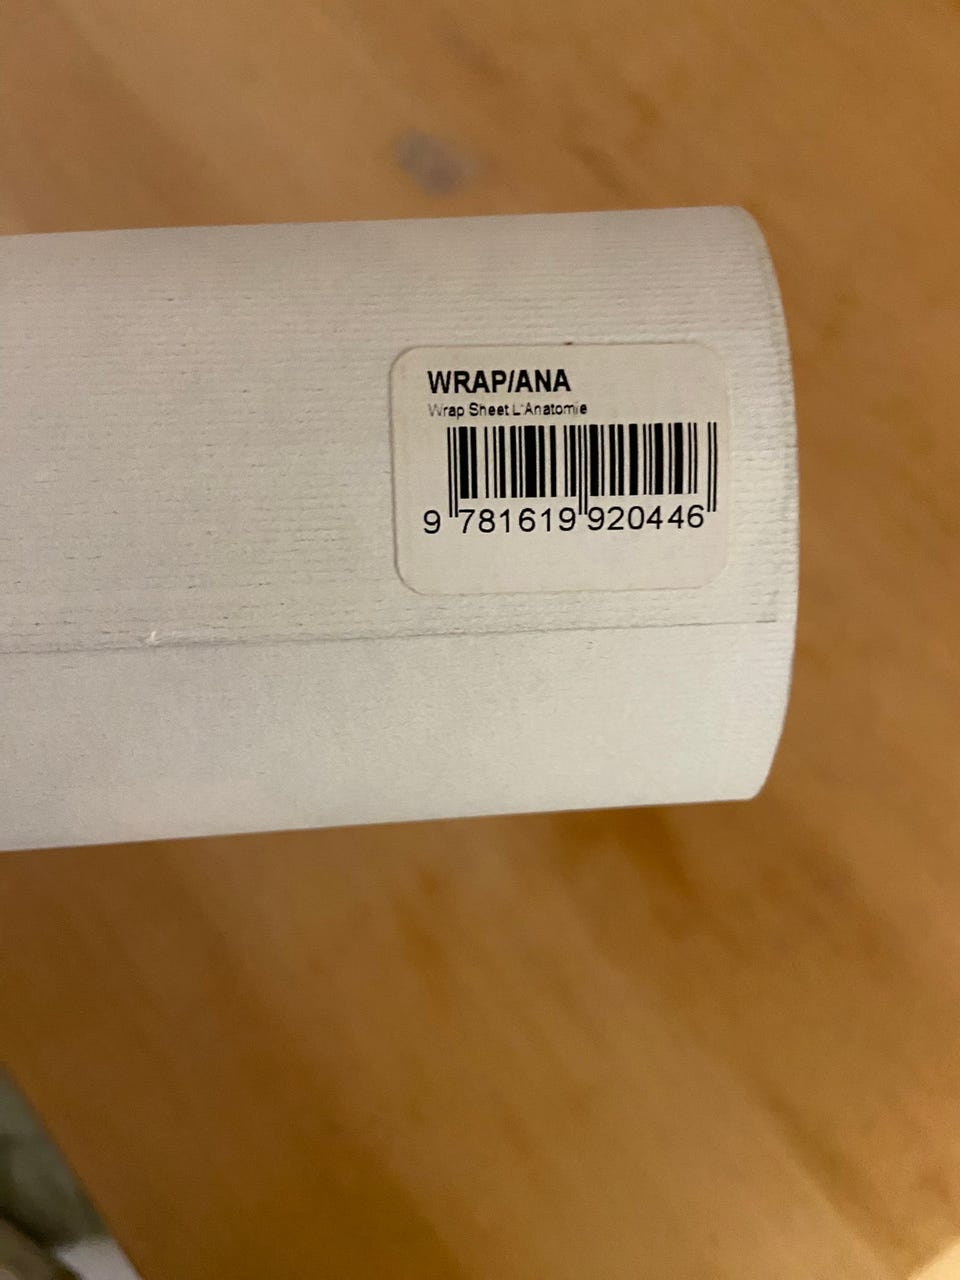 WRAP/ANA
Wrap Sheet L'Anatomie
9 781619 920446